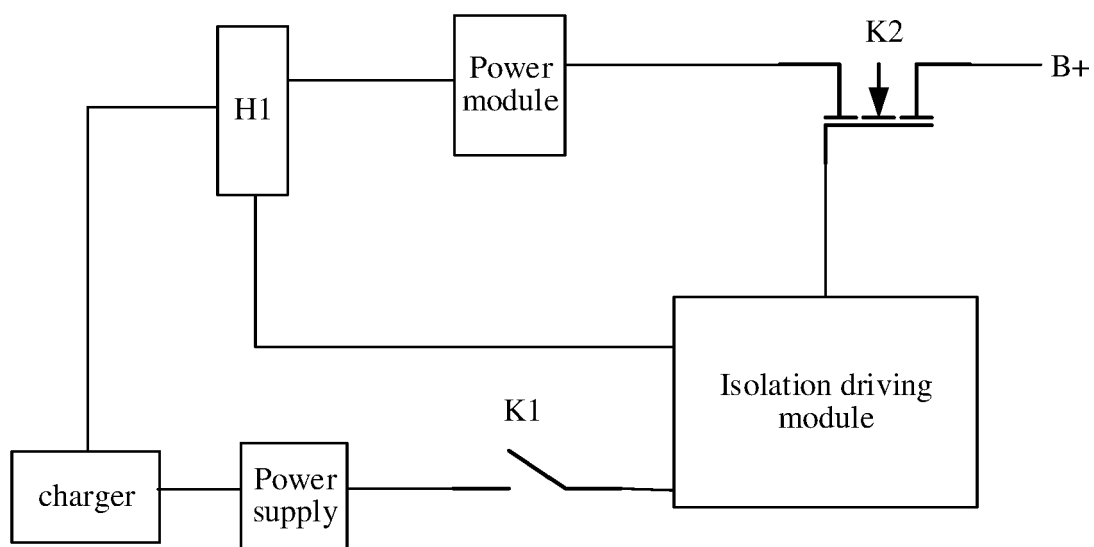 K2
B+
Power
module
H1
Isolation driving
module
K1
charger
Power
supply